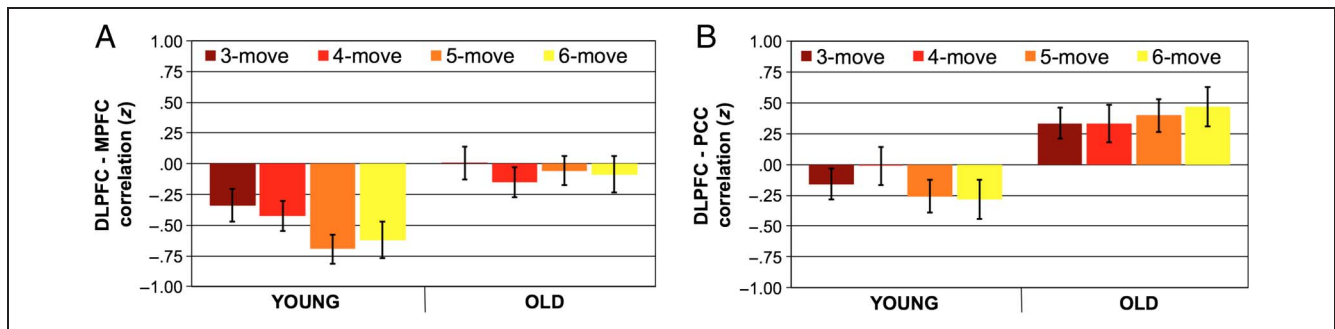 A
DLPFC - MPFC
correlation (z)
1.00
.75
.50
.25
.00
–.25
–.50
–.75
–1.00
3-move 4-move 5-move 6-move
YOUNG OLD
B
DLPFC - PCC
correlation (z)
1.00
.75
.50
.25
.00
–.25
–.50
–.75
–1.00
3-move 4-move 5-move 6-move
YOUNG OLD